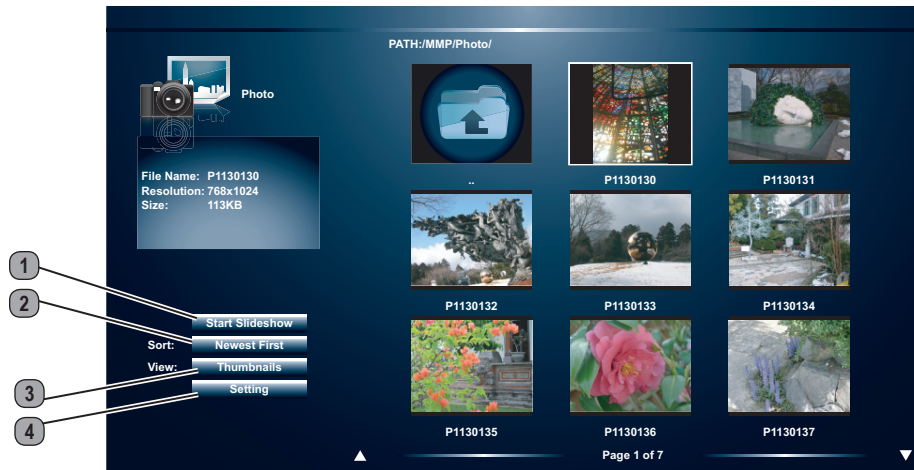 PATH:/MMP/Photo/
Photo
File Name: P1130130
Resolution: 768x1024
Size: 113KB
..
P1130130
P1130131
P1130132
P1130133
P1130134
P1130135
P1130136
P1130137
1
2
3
4
Start Slideshow
Sort: Newest First
View: Thumbnails
Setting
Page 1 of 7